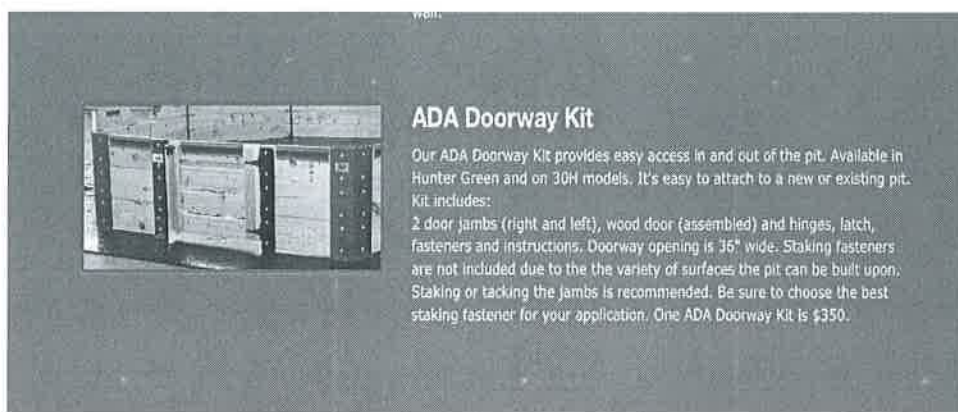 wall.
ADA Doorway Kit
Our ADA Doorway Kit provides easy access in and out of the pit. Available in
Hunter Green and on 30H models. It's easy to attach to a new or existing pit.
Kit includes:
2 door jambs (right and left), wood door (assembled) and hinges, latch,
fasteners and instructions. Doorway opening is 36" wide. Staking fasteners
are not included due to the the variety of surfaces the pit can be built upon.
Staking or tacking the jambs is recommended. Be sure to choose the best
staking fastener for your application. One ADA Doorway Kit is $350.